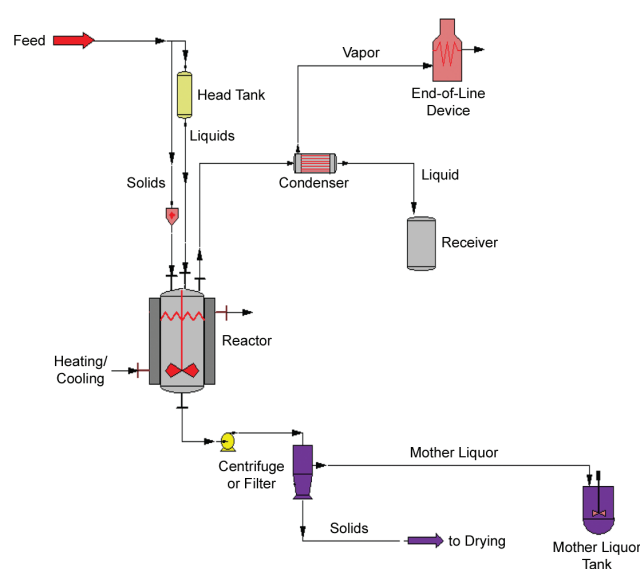 Feed
Vapor
Head Tank
End-of-Line
Device
Liquids
Solids
Condenser
Liquid
Receiver
Reactor
Heating/
Cooling
Mother Liquor
Centrifuge
or Filter
Solids
to Drying
Mother Liquor
Tank